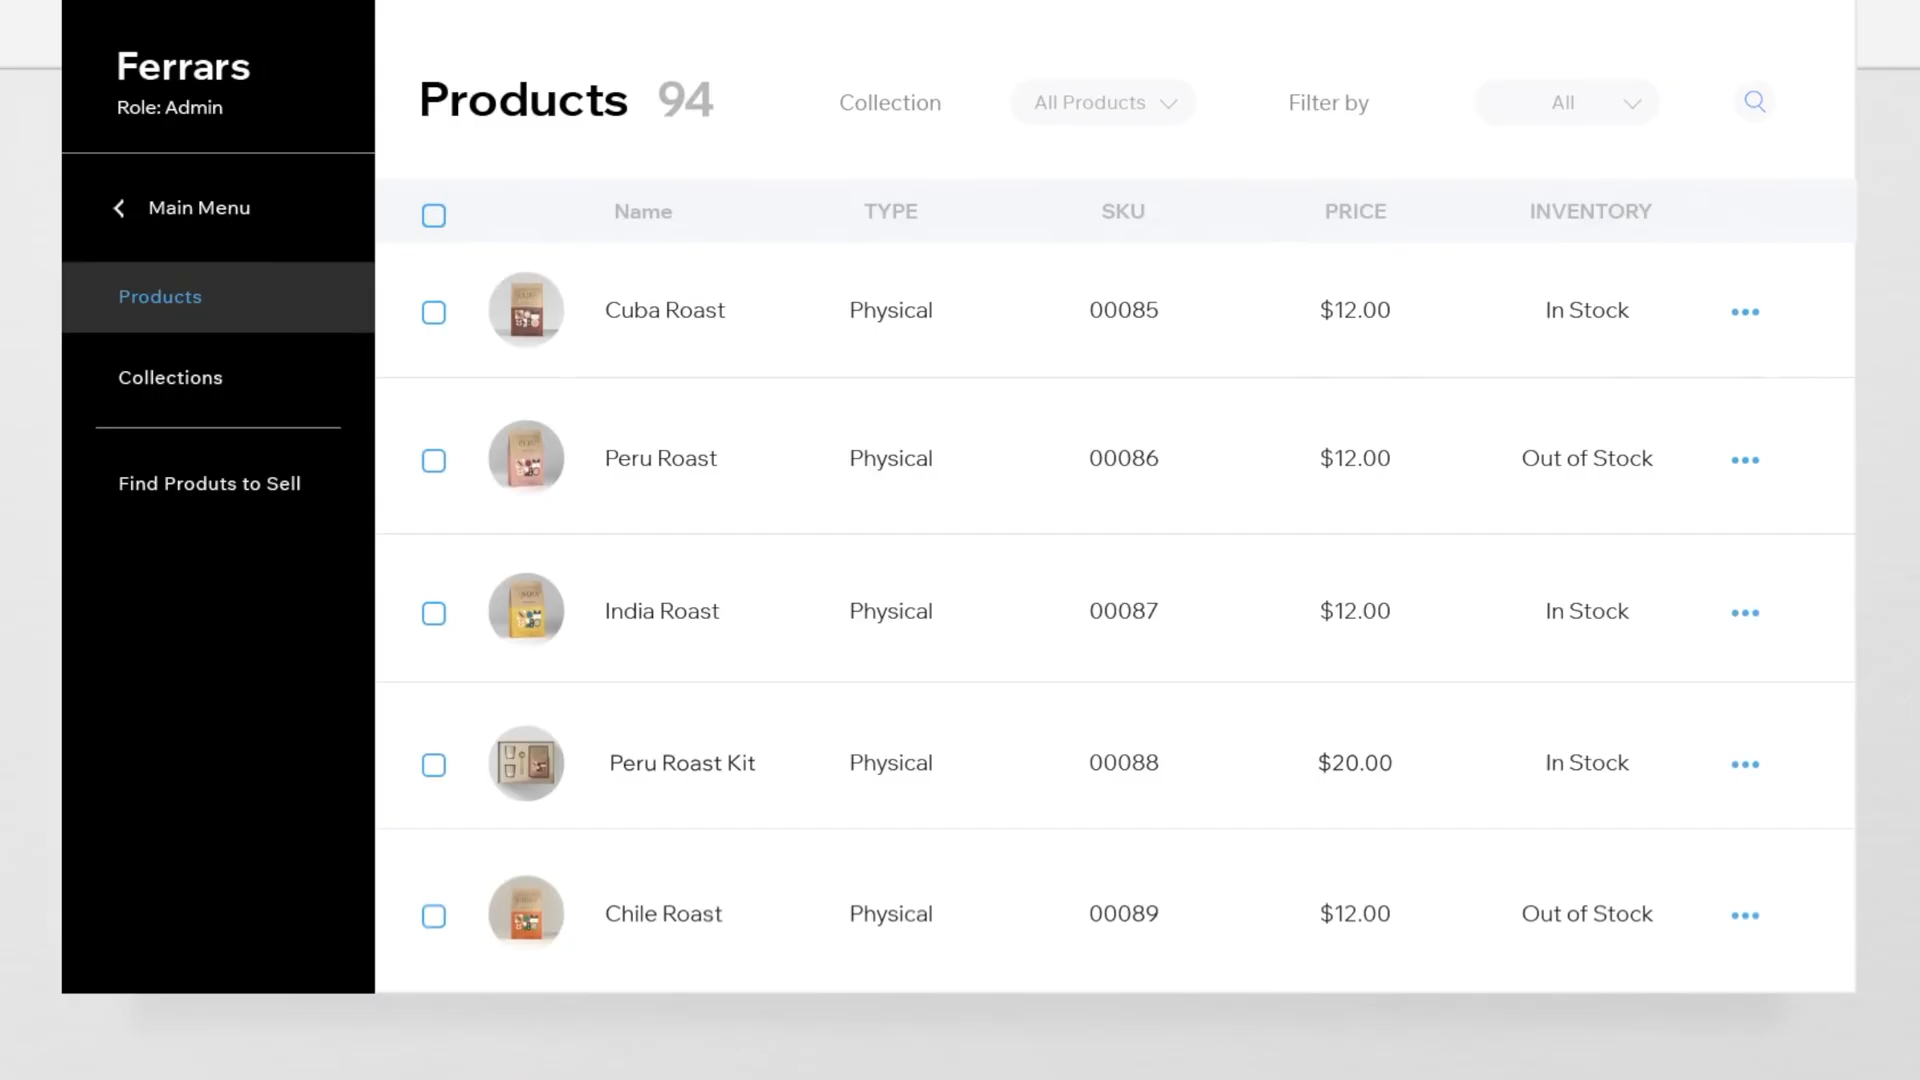 Ferrars
Role: Admin
Main Menu
Products
Collections
Find Produts to Sell
Products 94 Collection All Products Filter by All
Name TYPE SKU PRICE INVENTORY
Cuba Roast Physical 00085 $12.00 In Stock
Peru Roast Physical 00086 $12.00 Out of Stock
India Roast Physical 00087 $12.00 In Stock
Peru Roast Kit Physical 00088 $20.00 In Stock
Chile Roast Physical 00089 $12.00 Out of Stock